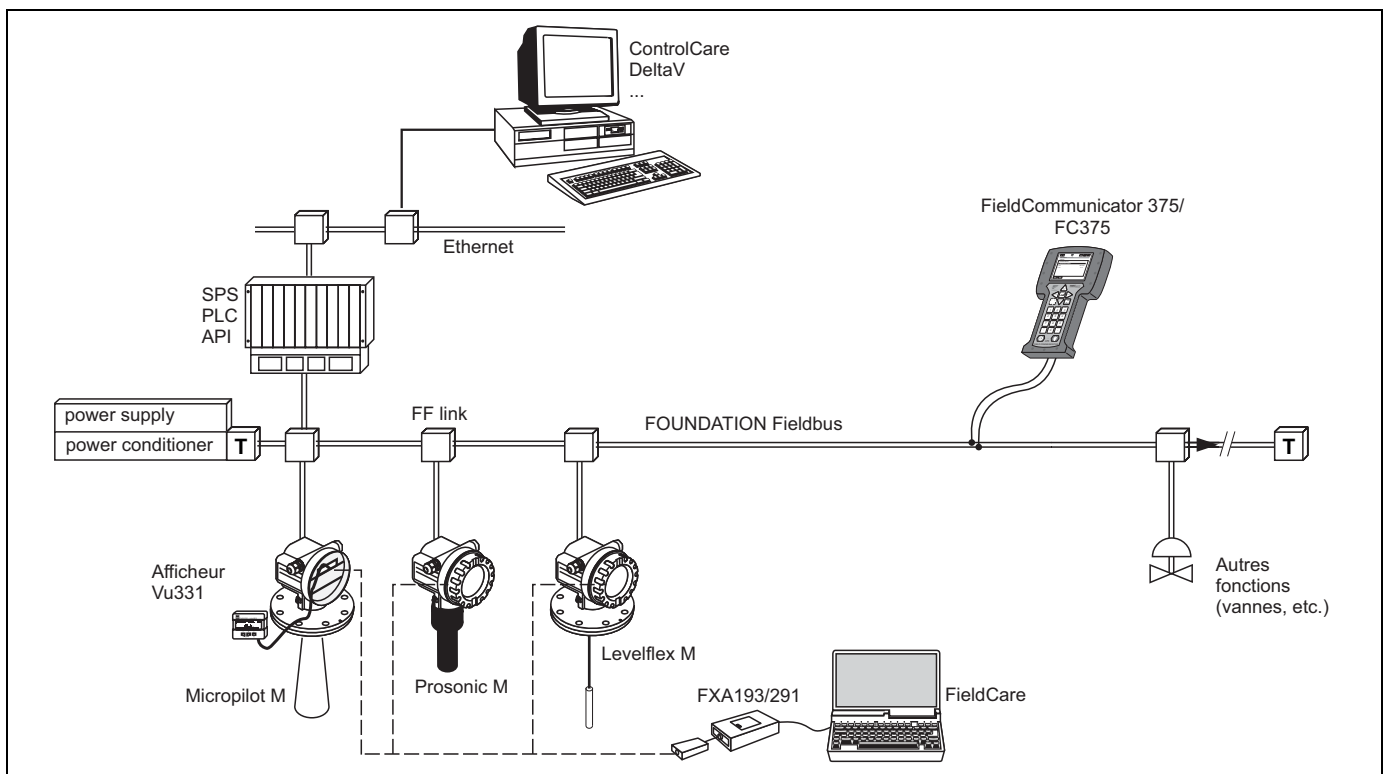 ControlCare
DeltaV
...
FieldCommunicator 375/
FC375
Ethernet
SPS
PLC
API
power supply
power conditioner
T
FF link
FOUNDATION Fieldbus
T
Afficheur
Vu331
Autres
fonctions
(vannes, etc.)
Micropilot M
Prosonic M
Levelflex M
FXA193/291
FieldCare